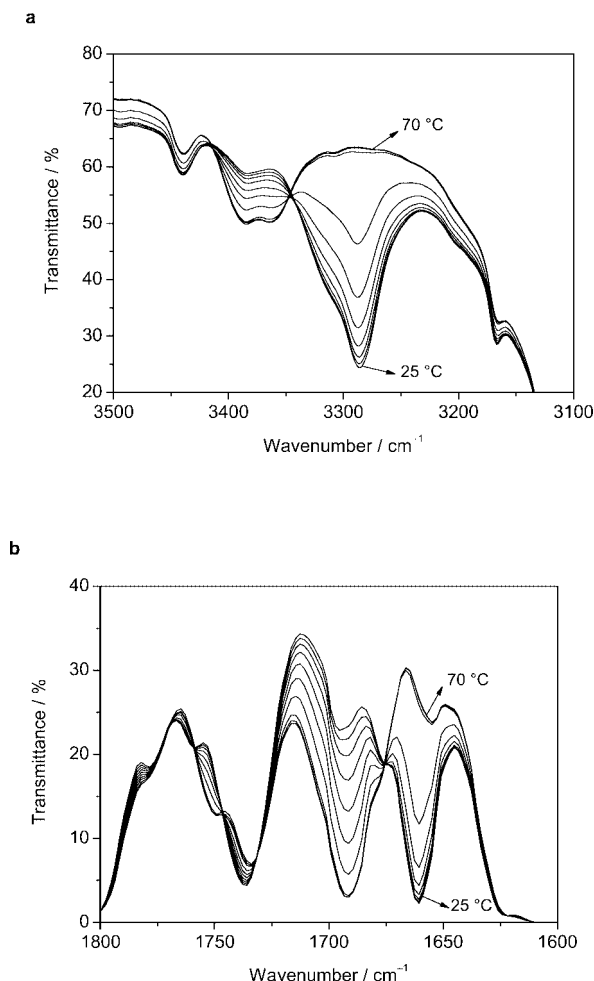 a
80
70
60
50
40
30
20
Transmittance / %
70 °C
25 °C
3500 3400 3300 3200 3100
Wavenumber / cm⁻¹
b
40
30
20
10
0
Transmittance / %
70 °C
25 °C
1800 1750 1700 1650 1600
Wavenumber / cm⁻¹